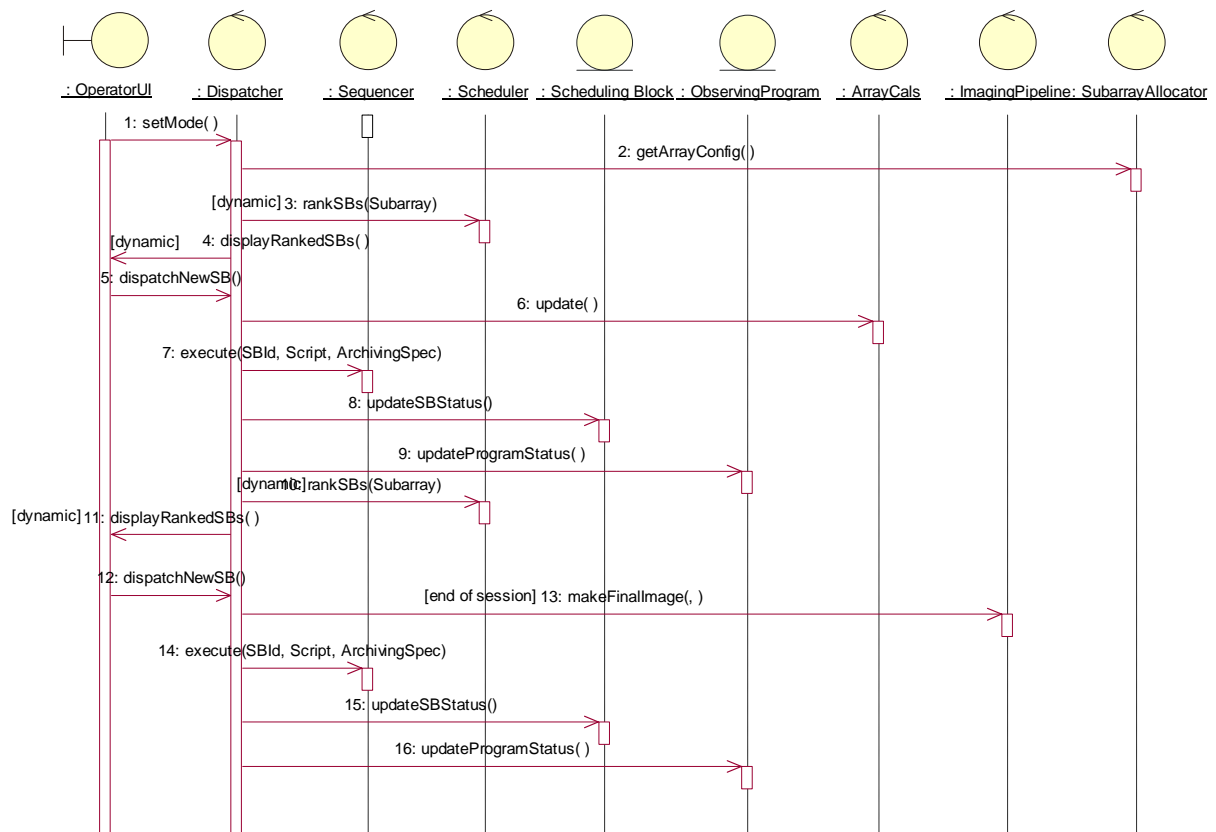 : OperatorUI : Dispatcher : Sequencer : Scheduler : Scheduling Block : ObservingProgram : ArrayCals : ImagingPipeline : SubarrayAllocator
1: setMode( )
2: getArrayConfig( )
[dynamic] 3: rankSBs(Subarray)
[dynamic] 4: displayRankedSBs( )
5: dispatchNewSB()
6: update( )
7: execute(SBId, Script, ArchivingSpec)
8: updateSBStatus()
9: updateProgramStatus( )
[dynamic] 10: rankSBs(Subarray)
[dynamic] 11: displayRankedSBs( )
12: dispatchNewSB()
[end of session] 13: makeFinalImage(, )
14: execute(SBId, Script, ArchivingSpec)
15: updateSBStatus()
16: updateProgramStatus( )